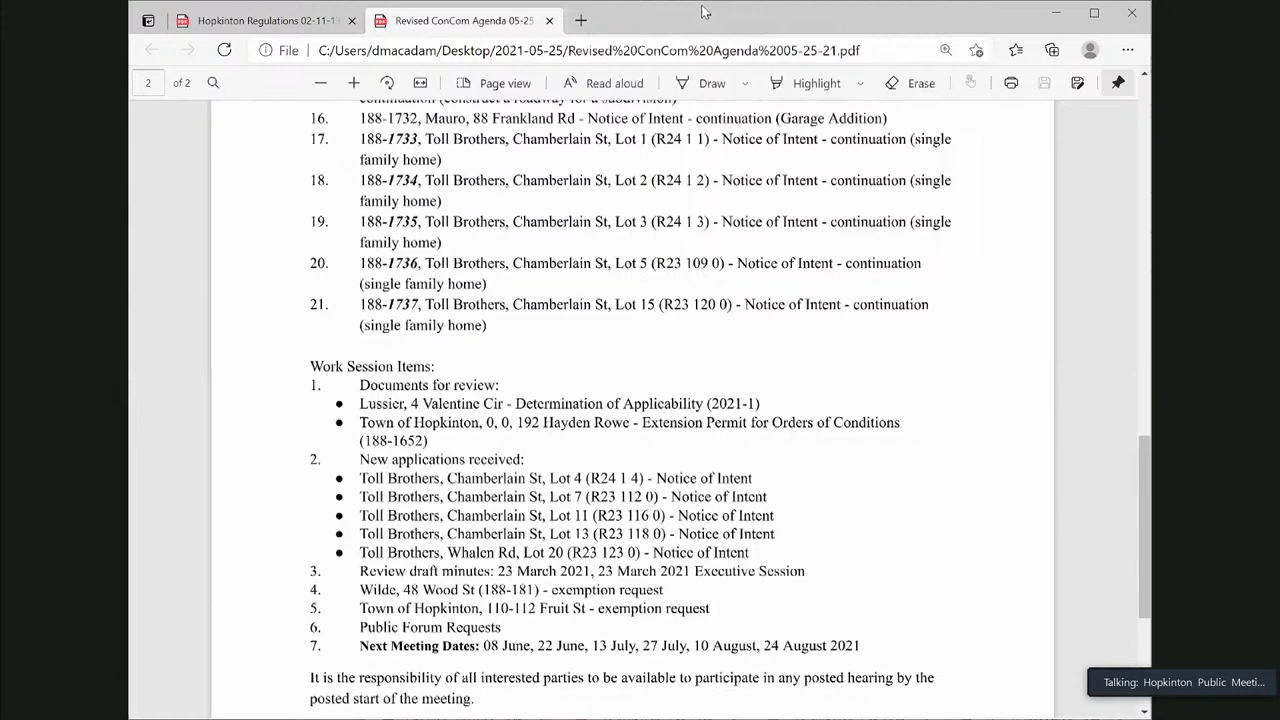 Hopkinton Regulations 02-11-1
Revised ConCom Agenda 05-25
File
C:/Users/dmacadam/Desktop/2021-05-25/Revised%20ConCom%20Agenda%2005-25-21.pdf
2
of 2
Page view
Read aloud
Draw
Highlight
Erase
continuation (construct a roadway for a subdivision)
16. 188-1732, Mauro, 88 Frankland Rd - Notice of Intent - continuation (Garage Addition)
17. 188-1733, Toll Brothers, Chamberlain St, Lot 1 (R24 1 1) - Notice of Intent - continuation (single
family home)
18. 188-1734, Toll Brothers, Chamberlain St, Lot 2 (R24 1 2) - Notice of Intent - continuation (single
family home)
19. 188-1735, Toll Brothers, Chamberlain St, Lot 3 (R24 1 3) - Notice of Intent - continuation (single
family home)
20. 188-1736, Toll Brothers, Chamberlain St, Lot 5 (R23 109 0) - Notice of Intent - continuation
(single family home)
21. 188-1737, Toll Brothers, Chamberlain St, Lot 15 (R23 120 0) - Notice of Intent - continuation
(single family home)
Work Session Items:
1. Documents for review:
● Lussier, 4 Valentine Cir - Determination of Applicability (2021-1)
● Town of Hopkinton, 0, 0, 192 Hayden Rowe - Extension Permit for Orders of Conditions
(188-1652)
2. New applications received:
● Toll Brothers, Chamberlain St, Lot 4 (R24 1 4) - Notice of Intent
● Toll Brothers, Chamberlain St, Lot 7 (R23 112 0) - Notice of Intent
● Toll Brothers, Chamberlain St, Lot 11 (R23 116 0) - Notice of Intent
● Toll Brothers, Chamberlain St, Lot 13 (R23 118 0) - Notice of Intent
● Toll Brothers, Whalen Rd, Lot 20 (R23 123 0) - Notice of Intent
3. Review draft minutes: 23 March 2021, 23 March 2021 Executive Session
4. Wilde, 48 Wood St (188-181) - exemption request
5. Town of Hopkinton, 110-112 Fruit St - exemption request
6. Public Forum Requests
7. Next Meeting Dates: 08 June, 22 June, 13 July, 27 July, 10 August, 24 August 2021
It is the responsibility of all interested parties to be available to participate in any posted hearing by the
posted start of the meeting.
Talking: Hopkinton Public Meeti...